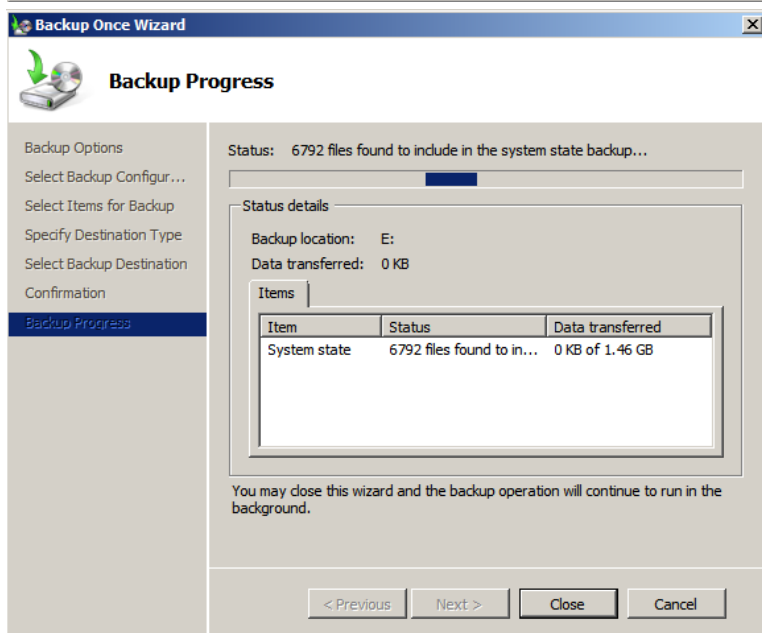 Backup Once Wizard
Backup Progress
Backup Options
Select Backup Configur...
Select Items for Backup
Specify Destination Type
Select Backup Destination
Confirmation
Backup Progress
Status: 6792 files found to include in the system state backup...
Status details
Backup location: E:
Data transferred: 0 KB
Items
Item Status Data transferred
System state 6792 files found to in... 0 KB of 1.46 GB
You may close this wizard and the backup operation will continue to run in the
background.
< Previous Next > Close Cancel